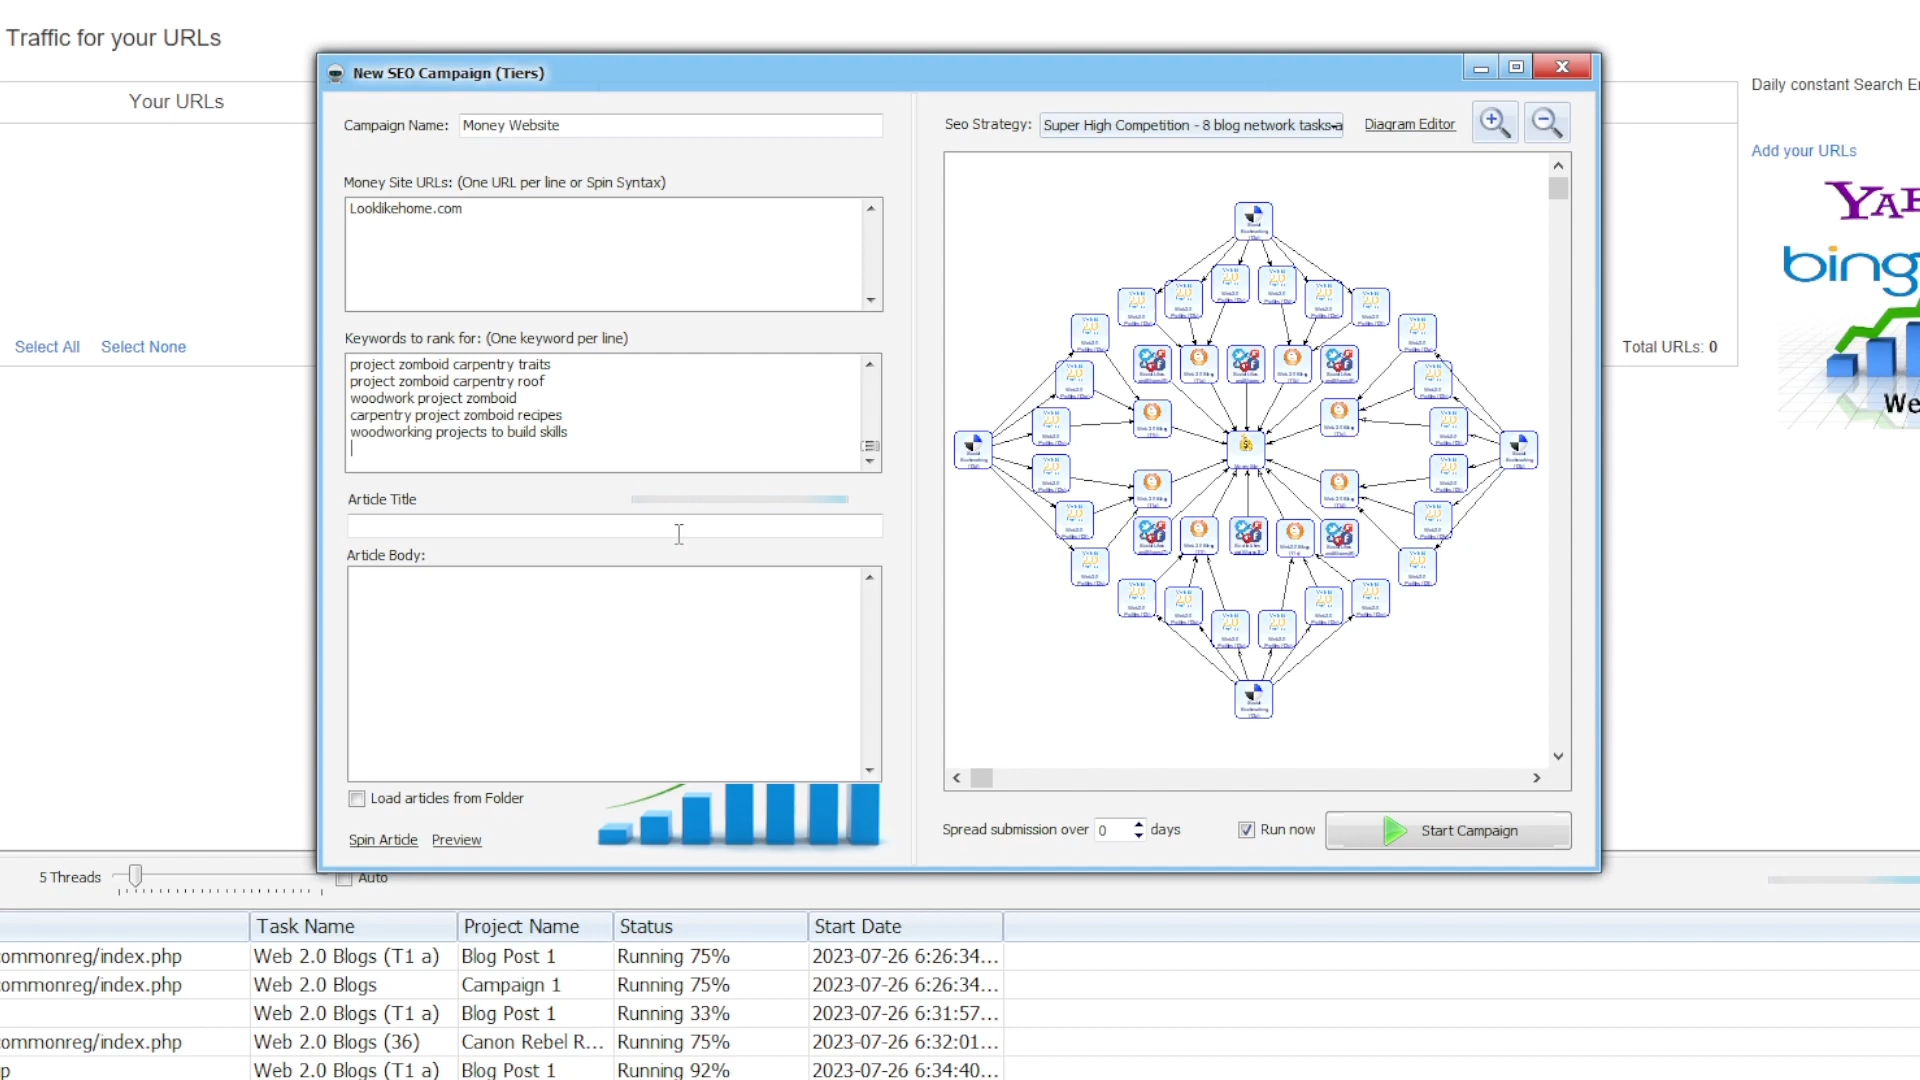 Traffic for your URLs
Your URLs
Select All Select None
New SEO Campaign (Tiers)
Campaign Name: Money Website
Money Site URLs: (One URL per line or Spin Syntax)
Looklikehome.com
Keywords to rank for: (One keyword per line)
project zomboid carpentry traits
project zomboid carpentry roof
woodwork project zomboid
carpentry project zomboid recipes
woodworking projects to build skills
Article Title
Article Body:
Load articles from Folder
Spin Article Preview
Seo Strategy: Super High Competition - 8 blog network tasks-a Diagram Editor
Spread submission over 0 days
Run now
Start Campaign
Daily constant Search E
Add your URLs
YAH
bing
Total URLs: 0
We
5 Threads
Auto
Task Name Project Name Status Start Date
ommonreg/index.php Web 2.0 Blogs (T1 a) Blog Post 1 Running 75% 2023-07-26 6:26:34...
ommonreg/index.php Web 2.0 Blogs Campaign 1 Running 75% 2023-07-26 6:26:34...
Web 2.0 Blogs (T1 a) Blog Post 1 Running 33% 2023-07-26 6:31:57...
ommonreg/index.php Web 2.0 Blogs (36) Canon Rebel R... Running 75% 2023-07-26 6:32:01...
p Web 2.0 Blogs (T1 a) Blog Post 1 Running 92% 2023-07-26 6:34:40...